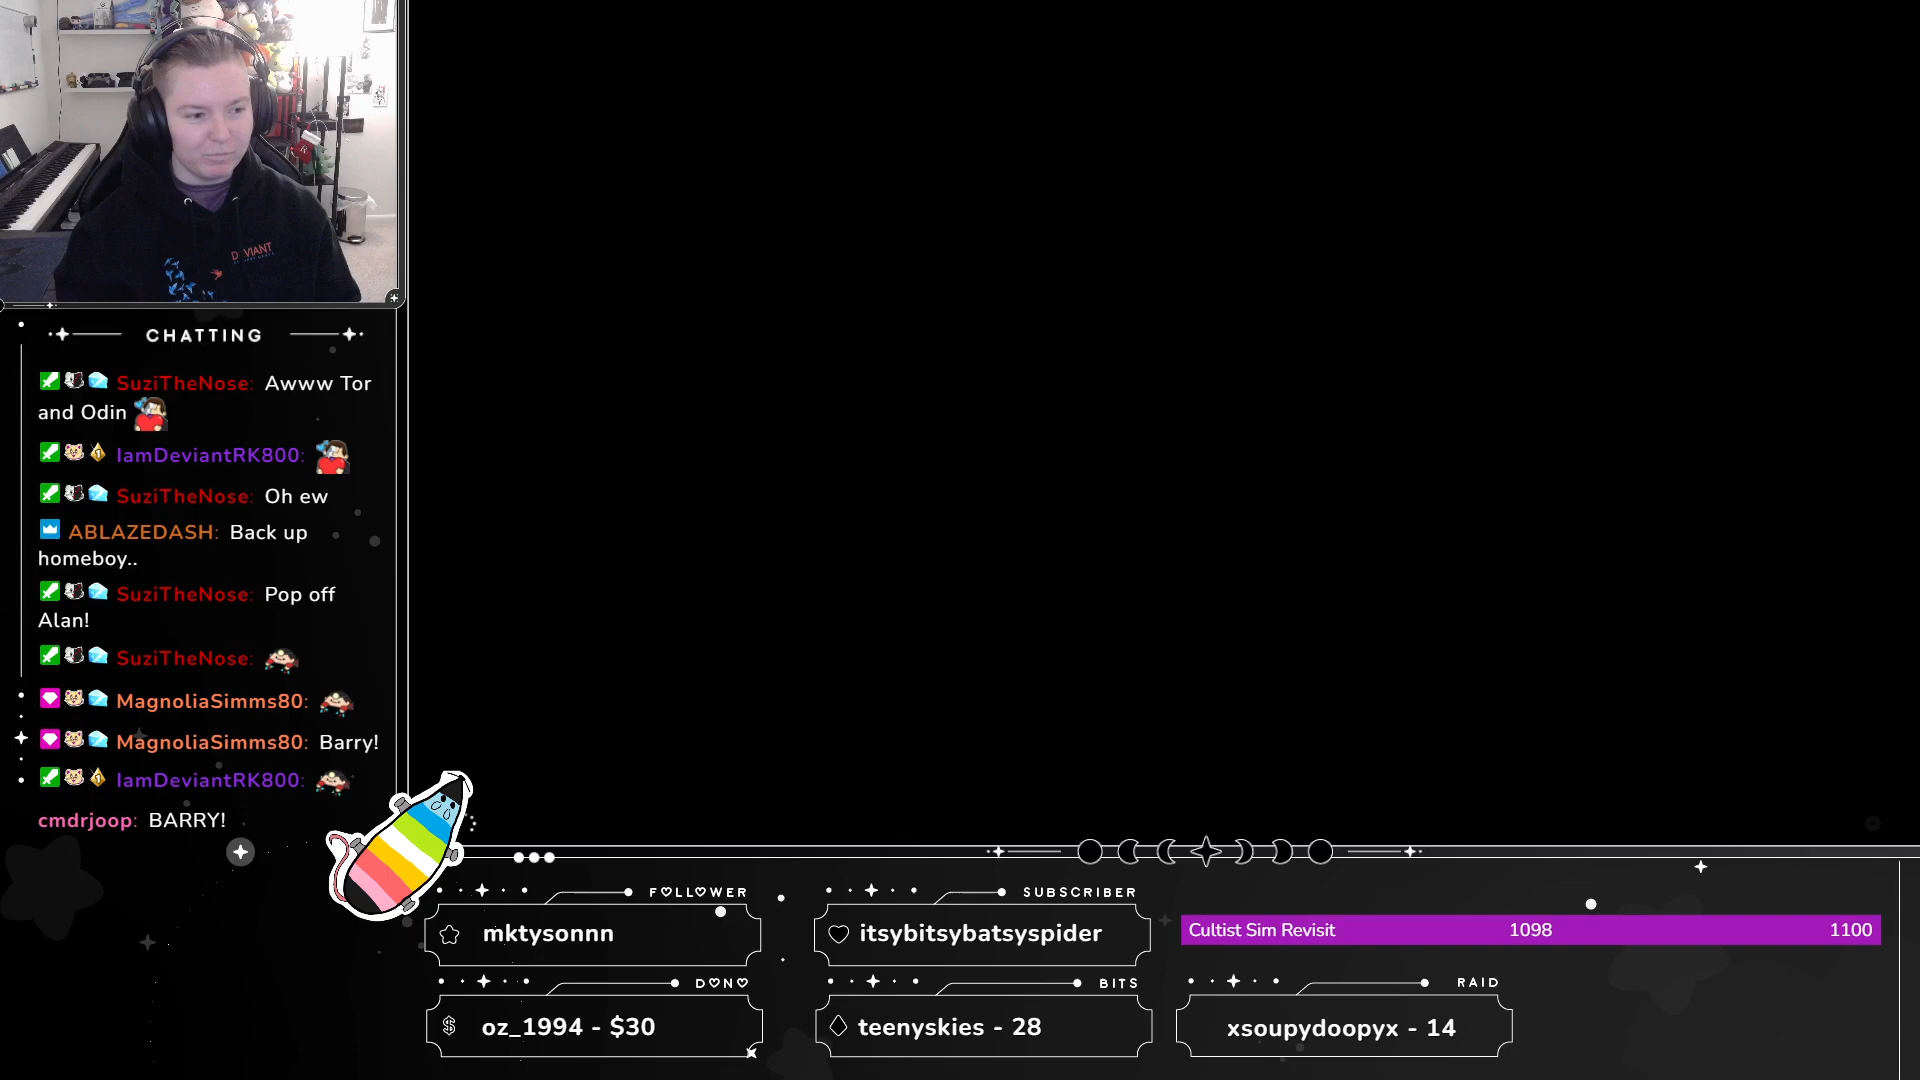 DEVIANT
CHATTING
SuziTheNose: Awww Tor
and Odin
IamDeviantRK800:
SuziTheNose: Oh ew
ABLAZEDASH: Back up
homeboy..
SuziTheNose: Pop off
Alan!
SuziTheNose:
MagnoliaSimms80:
MagnoliaSimms80: Barry!
IamDeviantRK800:
cmdrjoop: BARRY!
FOLLOWER
mktysonnn
SUBSCRIBER
itsybitsybatsyspider
Cultist Sim Revisit 1098 1100
DONO
oz_1994 - $30
BITS
teenyskies - 28
RAID
xsoupydoopyx - 14